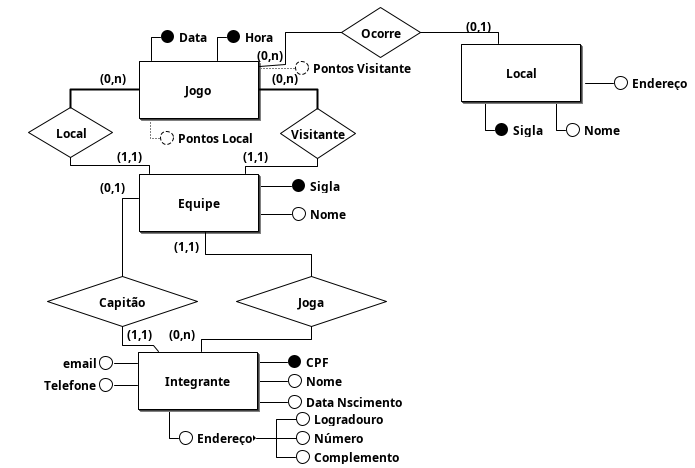 Data
Hora
(0,n)
Ocorre
(0,1)
Local
Endereço
Sigla
Nome
(0,n)
Jogo
(0,n)
Pontos Visitante
Pontos Local
Local
Visitante
(1,1)
(1,1)
(0,1)
Equipe
Sigla
Nome
(1,1)
Capitão
Joga
(1,1)
(0,n)
email
Telefone
Integrante
CPF
Nome
Data Nscimento
Endereço
Logradouro
Número
Complemento